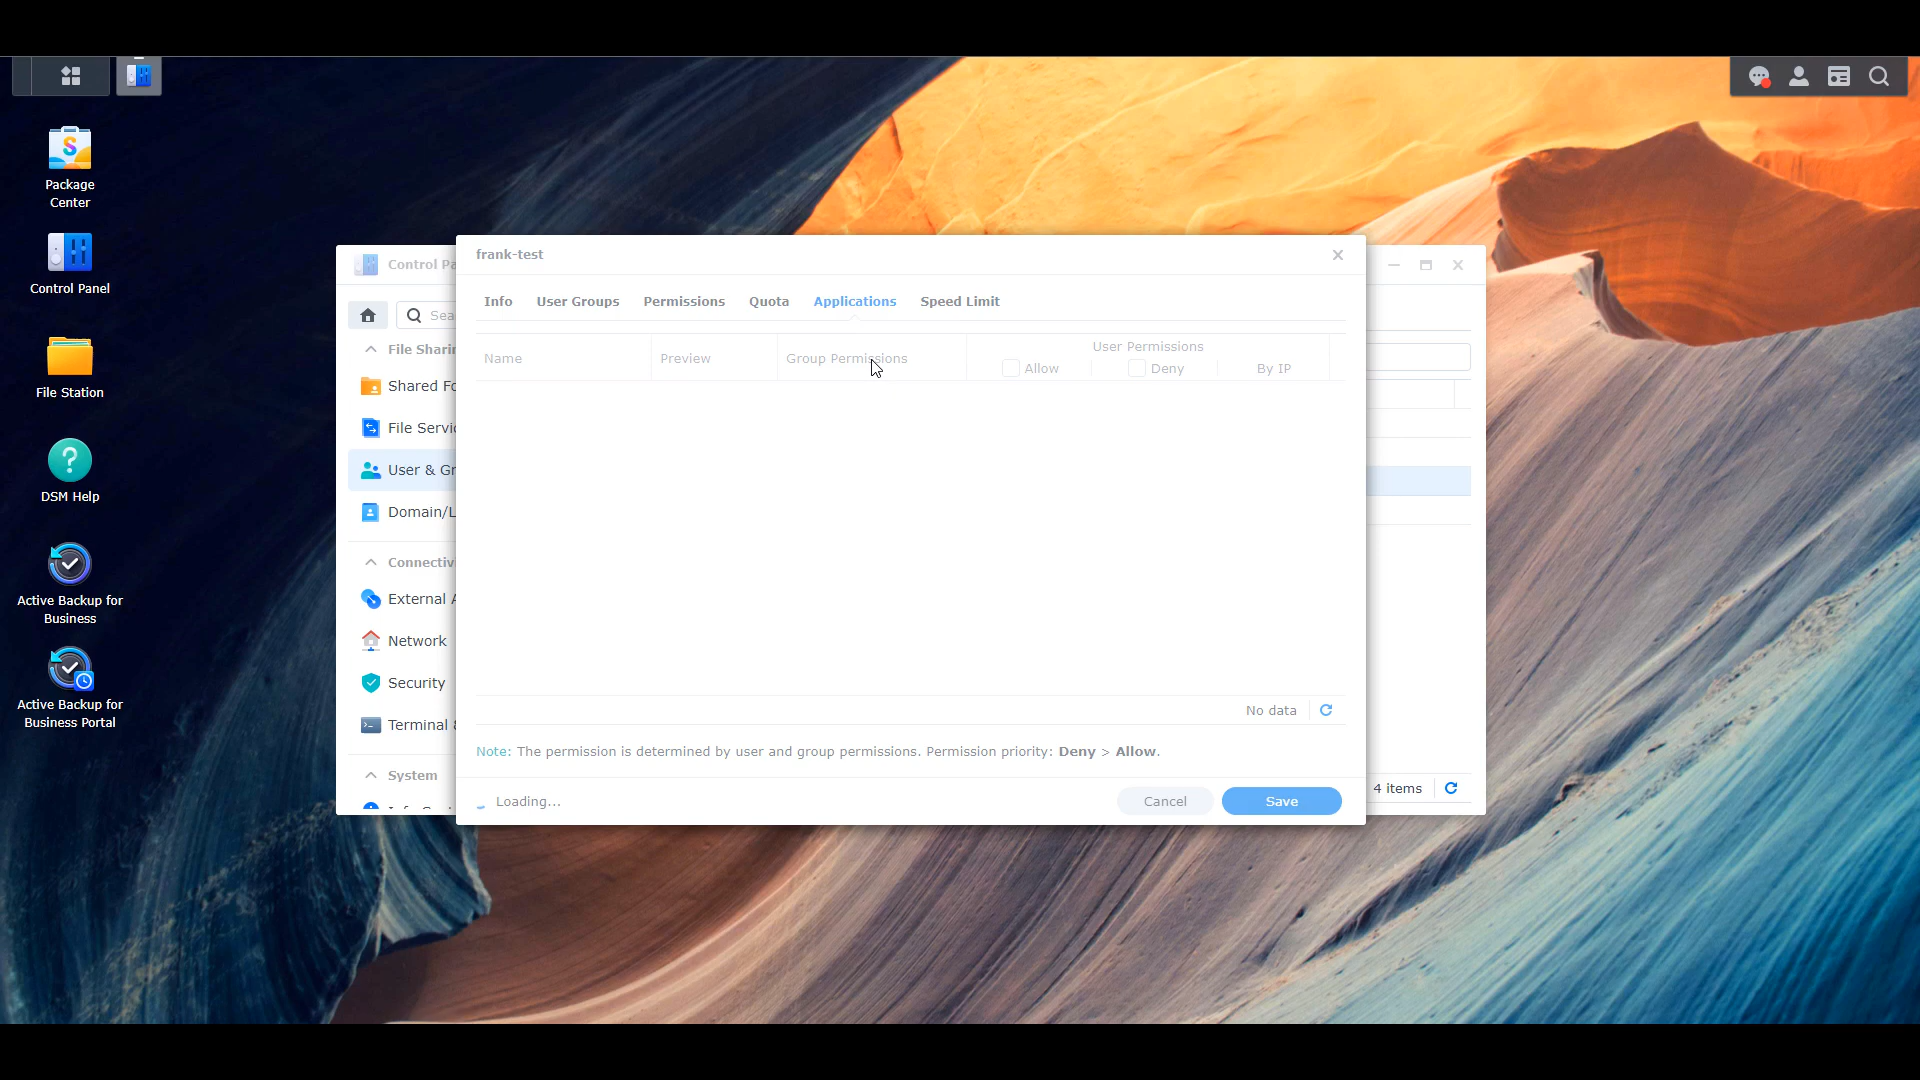 Package
Center
Control Panel
File Station
DSM Help
Active Backup for
Business
Active Backup for
Business Portal
Control Pa
Sea
File Sharin
Shared Fo
File Servic
User & Gr
Domain/L
Connectivi
External A
Network
Security
Terminal &
System
4 items
frank-test
Info User Groups Permissions Quota Applications Speed Limit
Name Preview Group Permissions User Permissions
Allow Deny By IP
No data
Note: The permission is determined by user and group permissions. Permission priority: Deny > Allow.
Loading...
Cancel Save